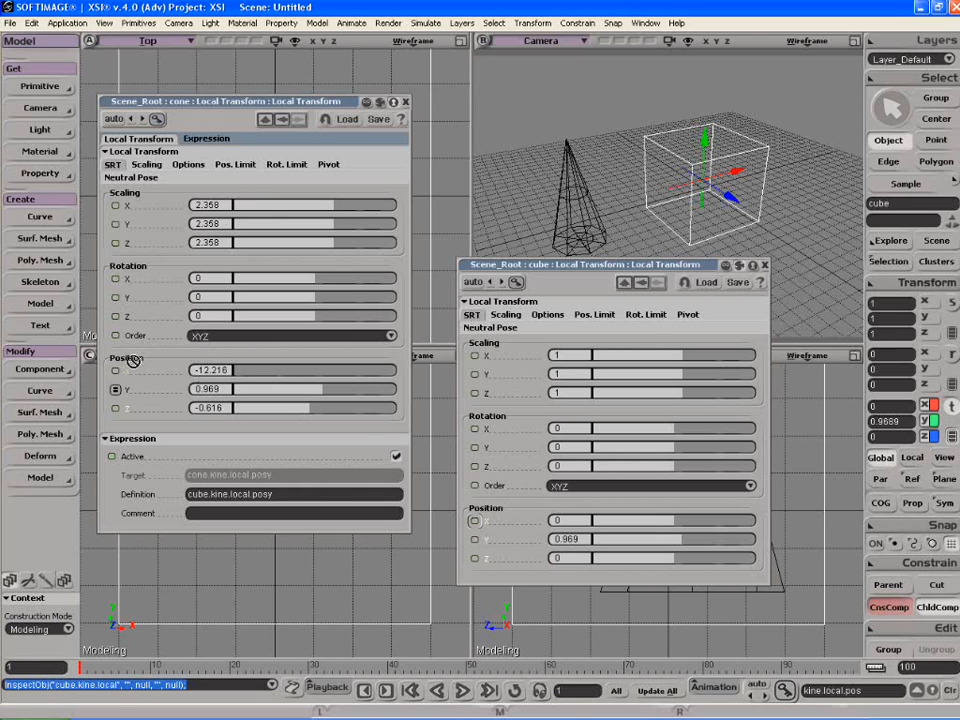 SOFTIMAGE® | XSI® v.4.0 (Adv) Project: XSI Scene: Untitled
File Edit Application View Primitives Camera Light Material Property Model Animate Render Simulate Layers Select Transform Constrain Script Window Help
Model
Get
Primitive
Camera
Light
Material
Property
Create
Curve
Surf. Mesh
Poly. Mesh
Skeleton
Model
Text
Modify
Component
Curve
Surf. Mesh
Poly. Mesh
Deform
Model
Context
Construction Mode
Modeling
A Top X Y Z Wireframe
B Camera X Y Z Wireframe
Scene_Root : cone : Local Transform : Local Transform
auto Load Save ?
Local Transform Expression
Local Transform
SRT Scaling Options Pos. Limit Rot. Limit Pivot
Neutral Pose
Scaling
X 2.358
Y 2.358
Z 2.358
Rotation
X 0
Y 0
Z 0
Order XYZ
Position
-12.216
Y 0.969
Z -0.616
Expression
Active
Target cone.kine.local.posy
Definition cube.kine.local.posy
Comment
Scene_Root : cube : Local Transform : Local Transform
auto Load Save ?
Local Transform
SRT Scaling Options Pos. Limit Rot. Limit Pivot
Neutral Pose
Scaling
X 1
Y 1
Z 1
Rotation
X 0
Y 0
Z 0
Order XYZ
Position
X 0
Y 0.969
Z 0
C
Wireframe
Y
Z X
Modeling
Y
Z
Modeling
Layers
Layer_Default
Select
Group
Center
Object Point
Edge Polygon
Sample
cube
Explore Scene
Selection Clusters
Transform
1 x s
1 y
1 z
0 x r
0 y
0 z
0 X t
0.9689 y
0 z
Global Local View
Par Ref Plane
COG Prop Sym
Snap
ON
Constrain
Parent Cut
CnsComp ChldComp
Edit
Group Ungroup
1 10 20 30 40 50 60 70 80 90 100
InspectObj("cube.kine.local", "", null, "", null);
Playback 1 All Update All Animation auto kine.local.pos Clr
L M R